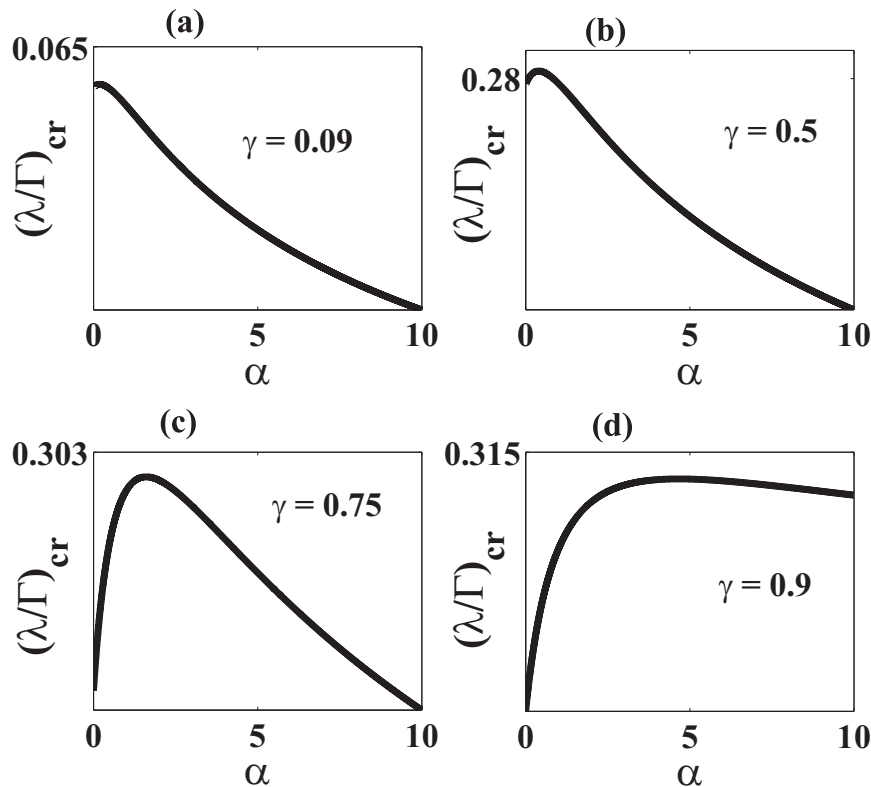 (a)
0.065
(λ/Γ)cr
γ = 0.09
0 5 10
α
(b)
0.28
(λ/Γ)cr
γ = 0.5
0 5 10
α
(c)
0.303
(λ/Γ)cr
γ = 0.75
0 5 10
α
(d)
0.315
(λ/Γ)cr
γ = 0.9
0 5 10
α